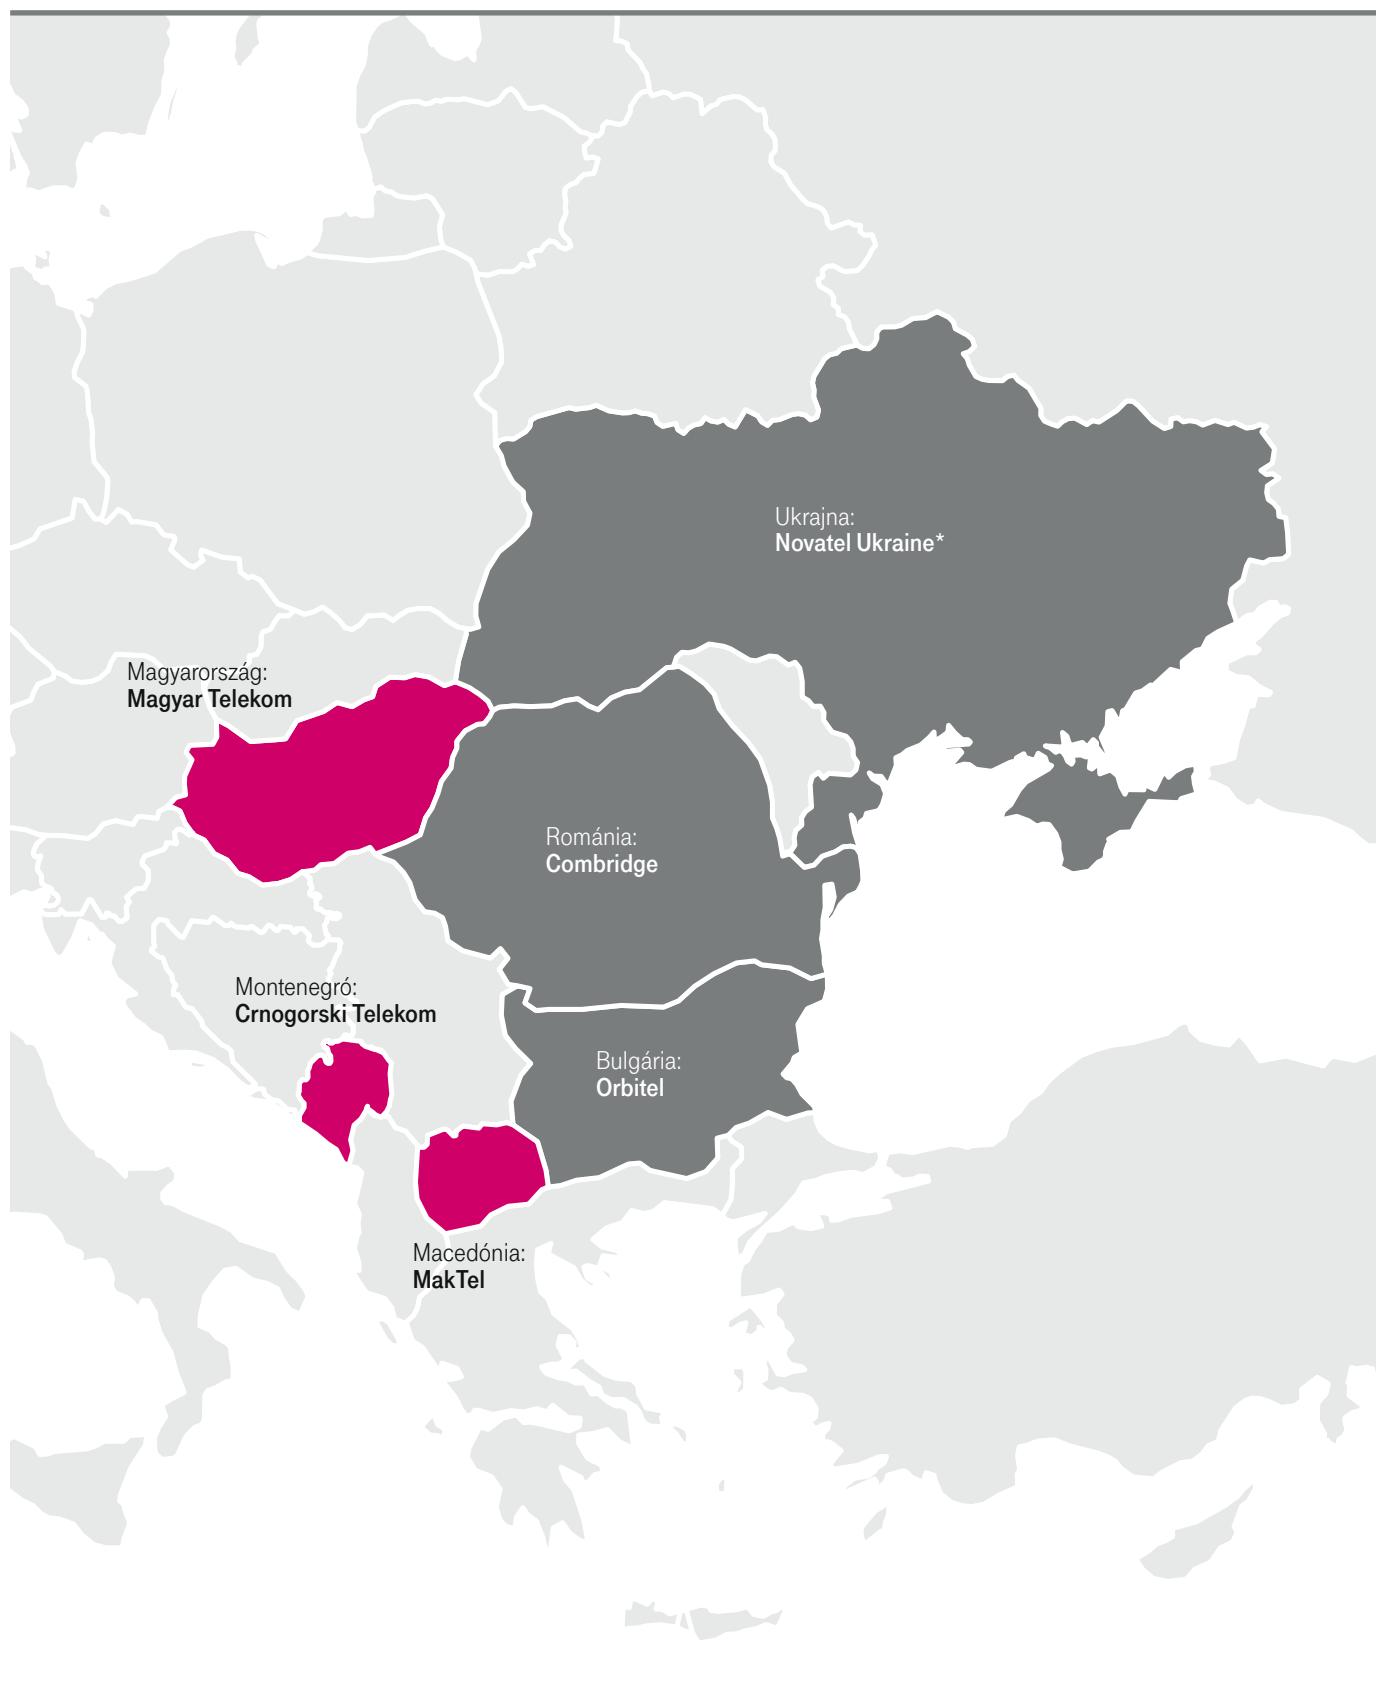 Ukrajna:
Novatel Ukraine*
Magyarország:
Magyar Telekom
Románia:
Combridge
Montenegró:
Crnogorski Telekom
Bulgária:
Orbitel
Macedónia:
MakTel